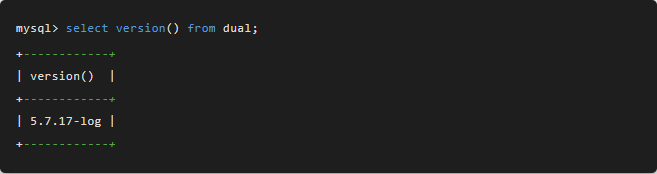 mysql> select version() from dual;
+------------+
| version()  |
+------------+
| 5.7.17-log |
+------------+